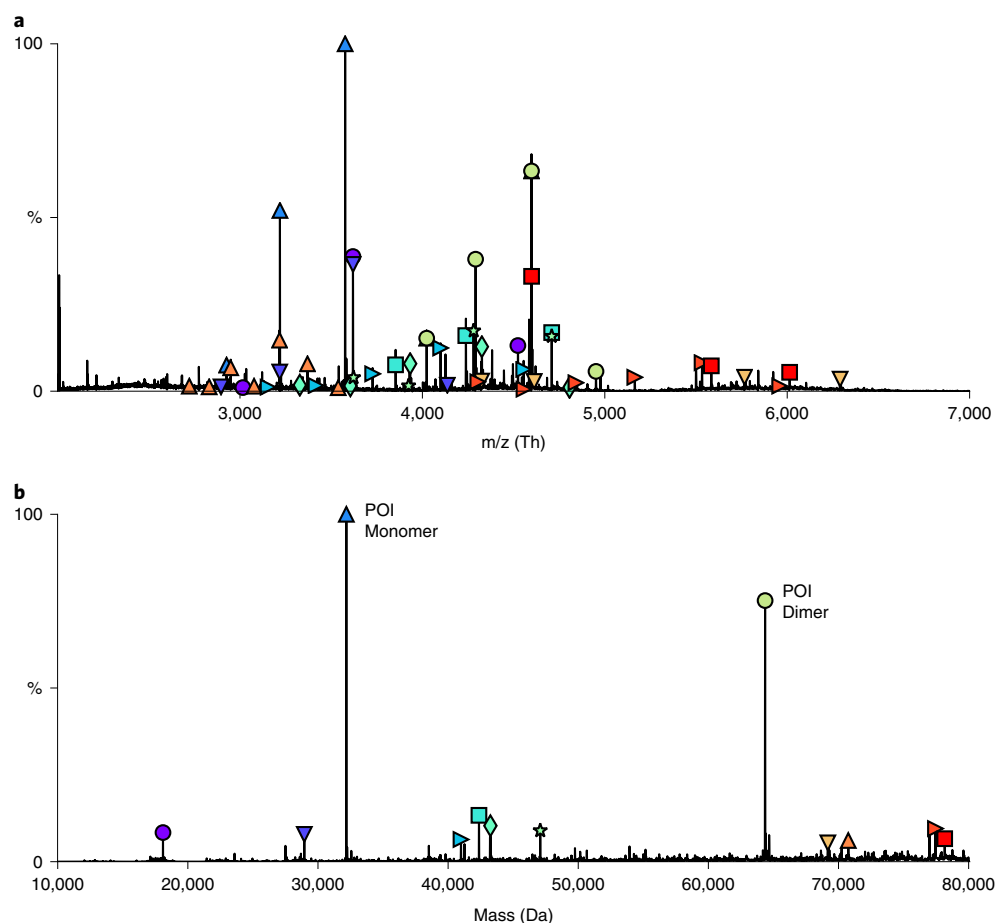 a
100
%
0
3,000 4,000 5,000 6,000 7,000
m/z (Th)
b
100
POI
Monomer
POI
Dimer
%
0
10,000 20,000 30,000 40,000 50,000 60,000 70,000 80,000
Mass (Da)